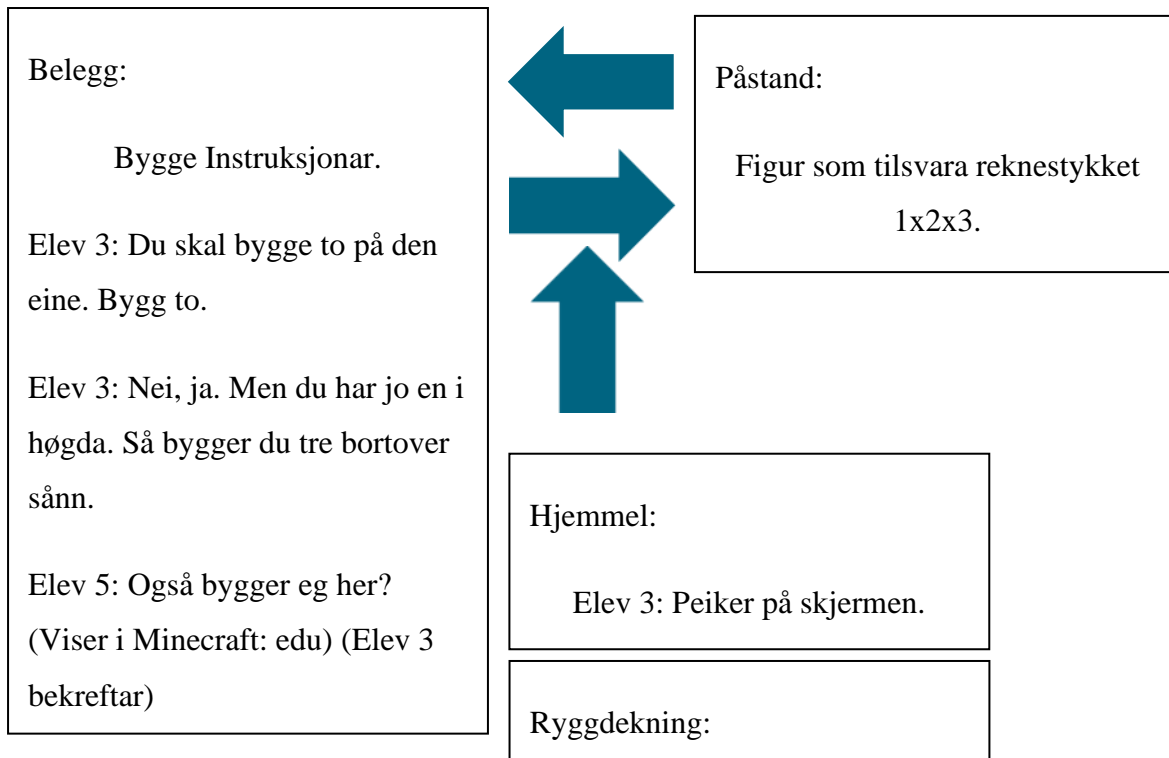 Belegg:
Bygge Instruksjonar.
Elev 3: Du skal bygge to på den
eine. Bygg to.
Elev 3: Nei, ja. Men du har jo en i
høgda. Så bygger du tre bortover
sånn.
Elev 5: Også bygger eg her?
(Viser i Minecraft: edu) (Elev 3
bekreftar)
Påstand:
Figur som tilsvara reknestykket
1x2x3.
Hjemmel:
Elev 3: Peiker på skjermen.
Ryggdekning: